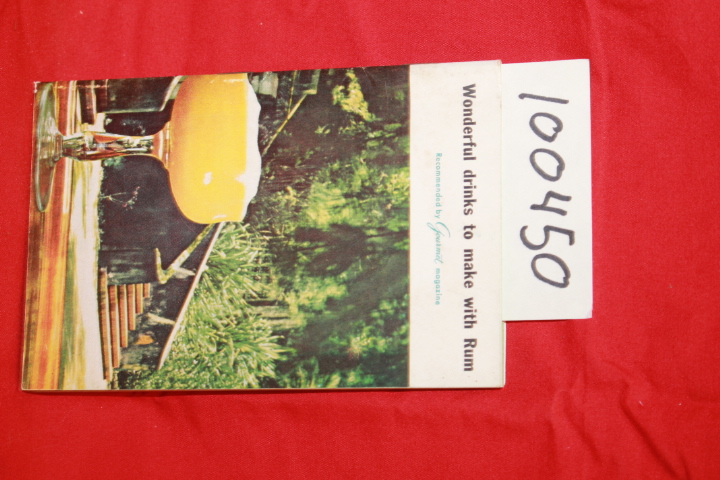 Wonderful drinks to make with Rum
Recommended by Gourmet magazine
100450